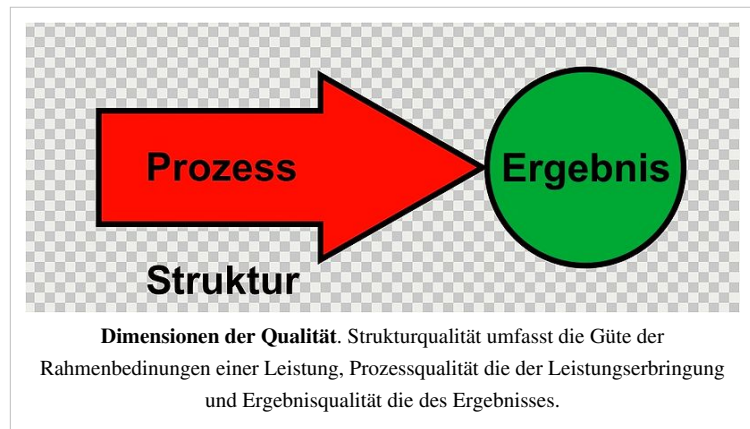 Prozess
Ergebnis
Struktur
Dimensionen der Qualität. Strukturqualität umfasst die Güte der
Rahmenbedinungen einer Leistung, Prozessqualität die der Leistungserbringung
und Ergebnisqualität die des Ergebnisses.